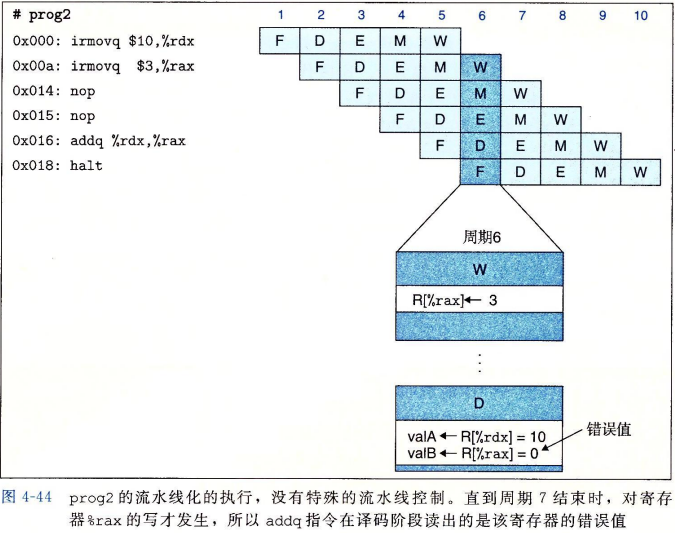 # prog2
1 2 3 4 5 6 7 8 9 10
0x000: irmovq $10,%rdx F D E M W
0x00a: irmovq $3,%rax F D E M W
0x014: nop F D E M W
0x015: nop F D E M W
0x016: addq %rdx,%rax F D E M W
0x018: halt F D E M W
周期6
W
R[%rax]← 3
⋮
D
valA ← R[%rdx] = 10
valB ← R[%rax] = 0
错误值
图 4-44 prog2 的流水线化的执行，没有特殊的流水线控制。直到周期 7 结束时，对寄存
器%rax 的写才发生，所以 addq 指令在译码阶段读出的是该寄存器的错误值